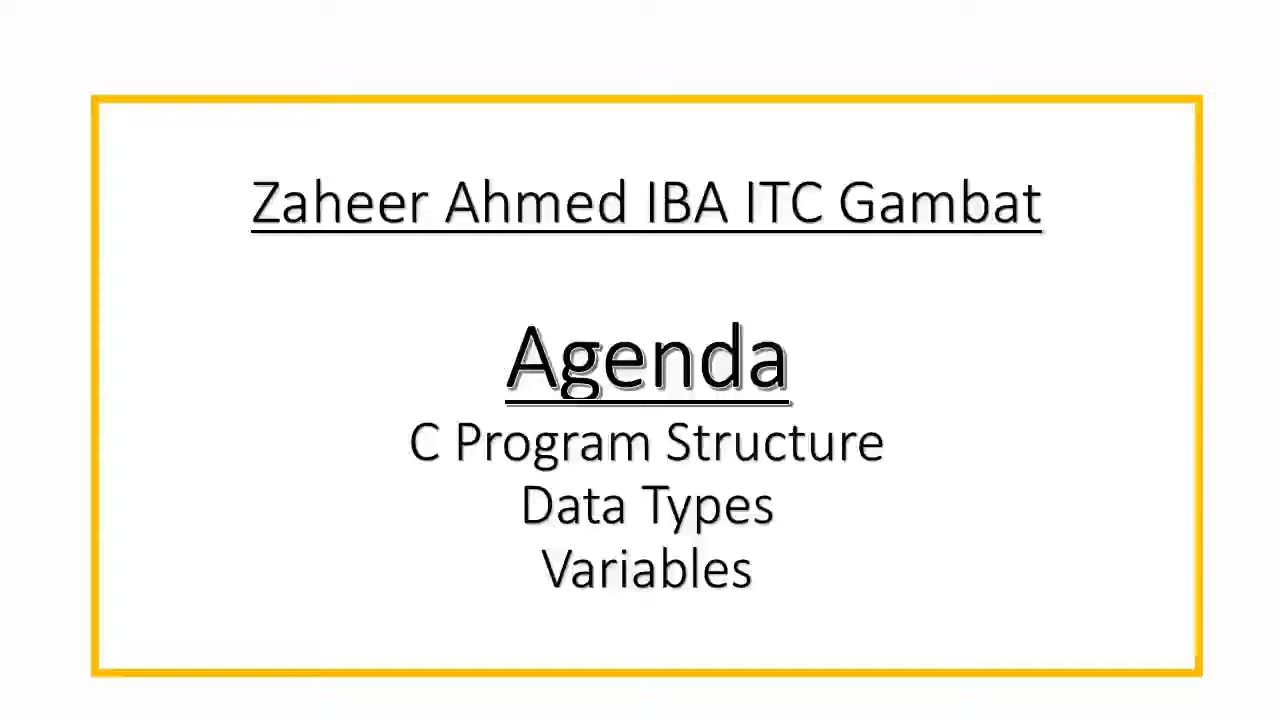 Zaheer Ahmed IBA ITC Gambat
Agenda
C Program Structure
Data Types
Variables